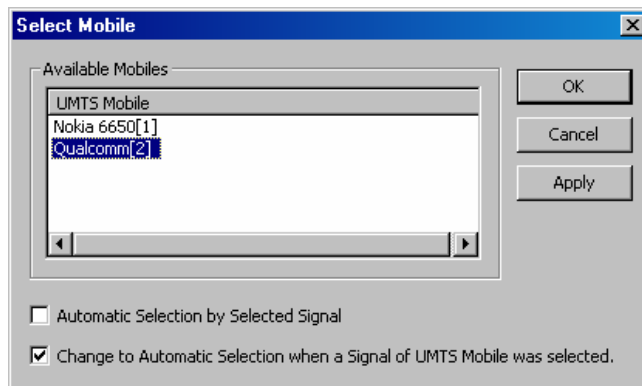 Select Mobile
Available Mobiles
UMTS Mobile
Nokia 6650[1]
Qualcomm[2]
OK
Cancel
Apply
Automatic Selection by Selected Signal
Change to Automatic Selection when a Signal of UMTS Mobile was selected.